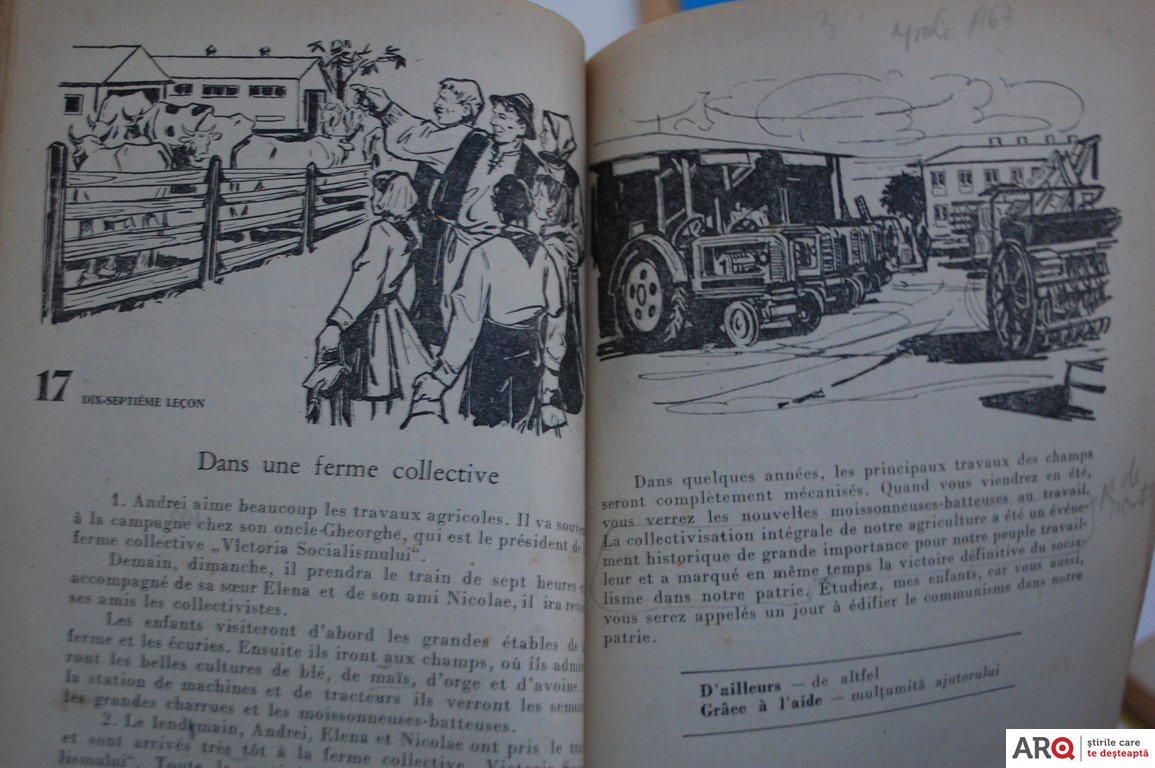 17
DIX-SEPTIÈME LEÇON
Dans une ferme collective
1. Andrei aime beaucoup les travaux agricoles. Il va souv
à la campagne chez son oncle-Gheorghe, qui est le président de
ferme collective „Victoria Socialismului“.
Demain, dimanche, il prendra le train de sept heures e
accompagné de sa sœur Elena et de son ami Nicolae, il ira rev
ses amis les collectivistes.
Les enfants visiteront d'abord les grandes étables de l
ferme et les écuries. Ensuite ils iront aux champs, où ils admi
ront les belles cultures de blé, de maïs, d'orge et d'avoine.
la station de machines et de tracteurs ils verront les semo
les grandes charrues et les moissonneuses-batteuses.
2. Le lendemain, Andrei, Elena et Nicolae ont pris le tra
et sont arrivés très tôt à la ferme collective „Victoria So
lismului“. Toute la
avril 1963
Dans quelques années, les principaux travaux des champs
seront complètement mécanisés. Quand vous viendrez en été,
vous verrez les nouvelles moissonneuses-batteuses au travail.
La collectivisation intégrale de notre agriculture a été un événe-
ment historique de grande importance pour notre peuple travail-
leur et a marqué en même temps la victoire définitive du socia-
lisme dans notre patrie. Étudiez, mes enfants, car vous aussi,
vous serez appelés un jour à édifier le communisme dans notre
patrie.
D'ailleurs — de altfel
Grâce à l'aide — mulțumită ajutorului
ARQ
știrile care
te deșteaptă